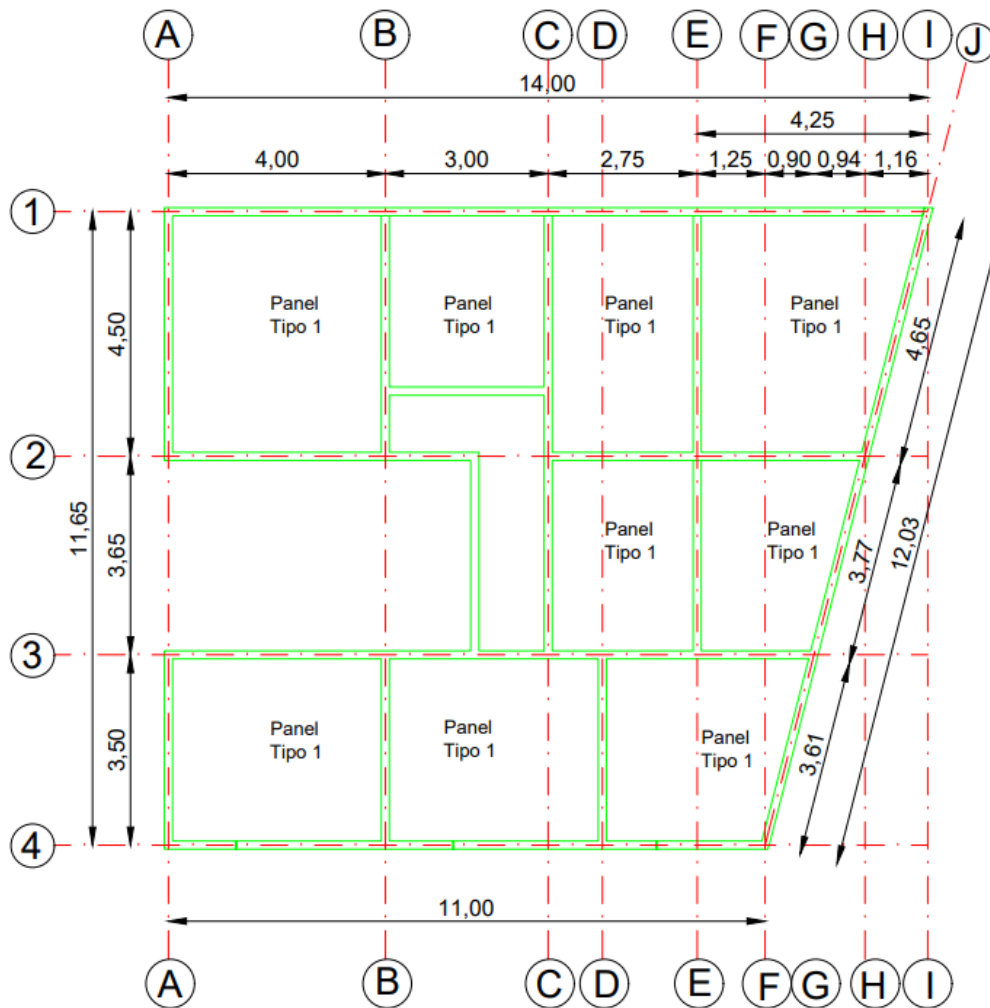 A B C D E F G H I J
14,00
4,25
4,00 3,00 2,75 1,25 0,90 0,94 1,16
1
Panel Panel Panel Panel
Tipo 1 Tipo 1 Tipo 1 Tipo 1
4,50
4,65
2
11,65
3,65
Panel Panel
Tipo 1 Tipo 1
3,77
12,03
3
3,50
Panel Panel Panel
Tipo 1 Tipo 1 Tipo 1
3,61
4
11,00
A B C D E F G H I